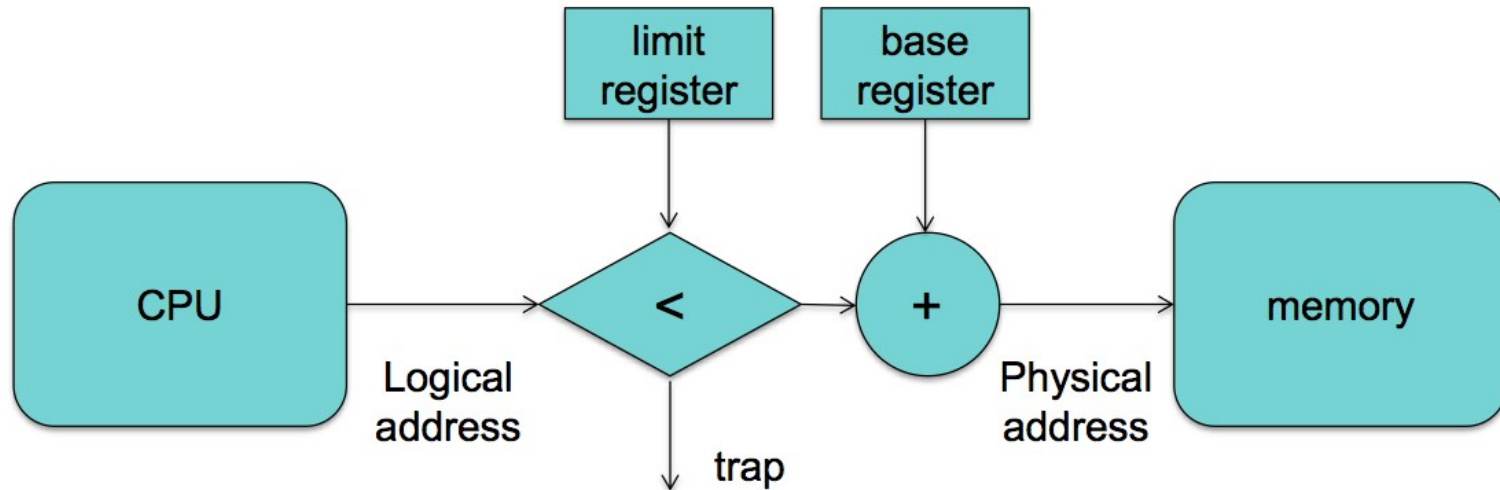 limit
register
base
register
CPU
<
+
memory
Logical
address
Physical
address
trap